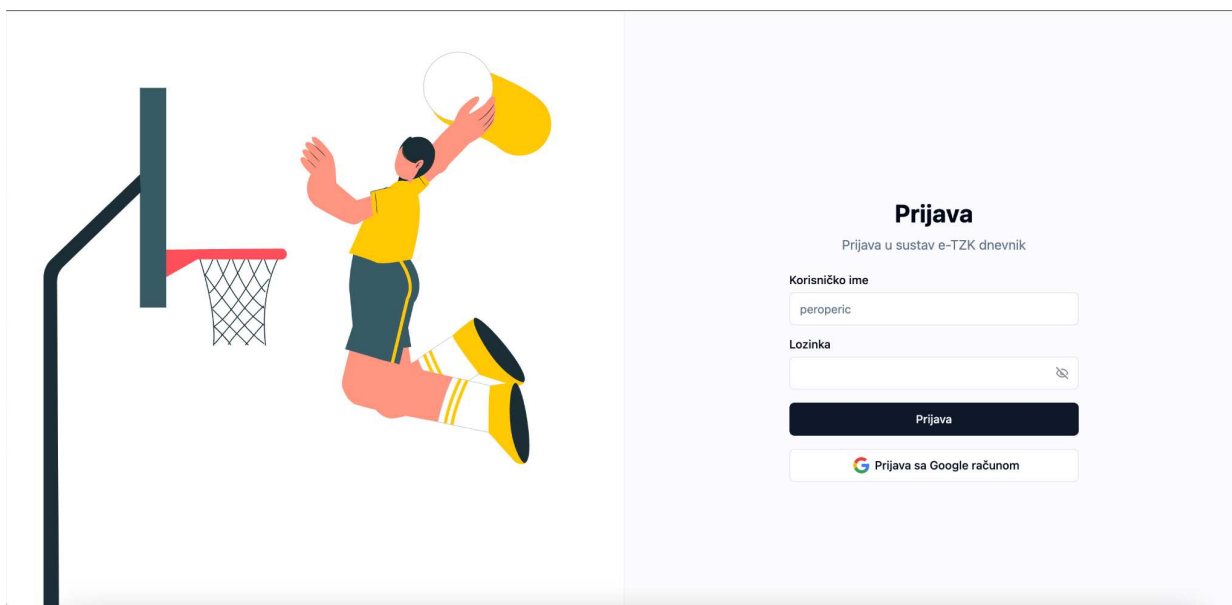 Prijava
Prijava u sustav e-TZK dnevnik
Korisničko ime
peroperic
Lozinka
Prijava
Prijava sa Google računom